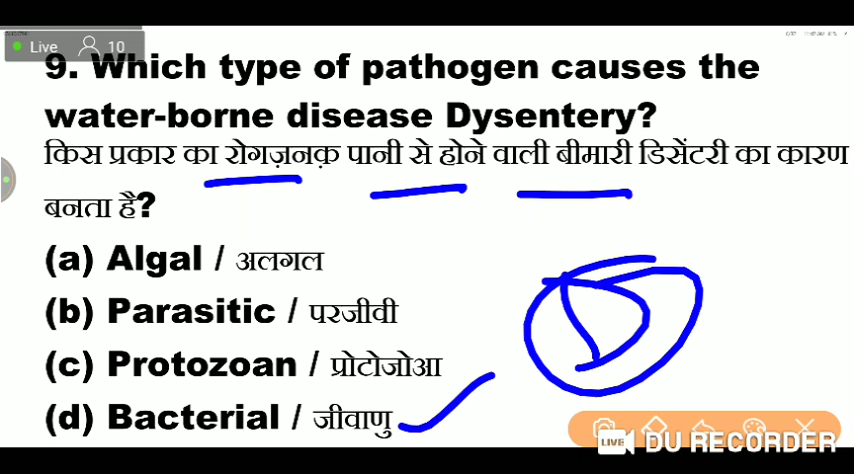 Live 10
9. Which type of pathogen causes the
water-borne disease Dysentery?
किस प्रकार का रोगज़नक़ पानी से होने वाली बीमारी डिसेंटरी का कारण
बनता है?
(a) Algal / अलगल
(b) Parasitic / परजीवी
(c) Protozoan / प्रोटोजोआ
(d) Bacterial / जीवाणु
D
LIVE DU RECORDER